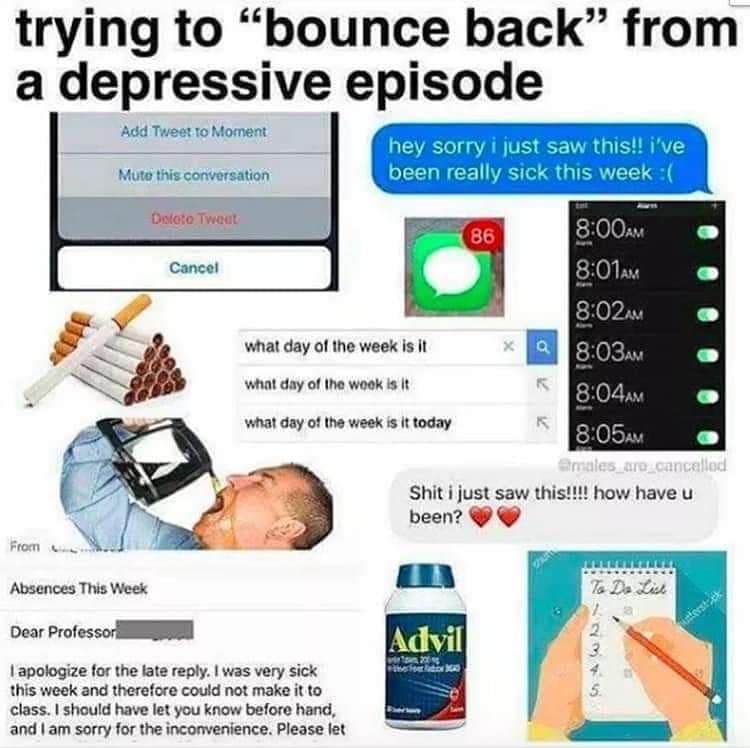 trying to “bounce back” from
a depressive episode
Add Tweet to Moment
Mute this conversation
Delete Tweet
Cancel
hey sorry i just saw this!! i’ve
been really sick this week :(
86
Alarm
8:00AM
Alarm
8:01AM
Alarm
8:02AM
Alarm
8:03AM
Alarm
8:04AM
Alarm
8:05AM
what day of the week is it
what day of the week is it
what day of the week is it today
@males_are_cancelled
Shit i just saw this!!!! how have u
been? ❤️❤️
From
Absences This Week
Dear Professor
I apologize for the late reply. I was very sick
this week and therefore could not make it to
class. I should have let you know before hand,
and I am sorry for the inconvenience. Please let
Advil
To Do List
1.
2.
3.
4.
5.